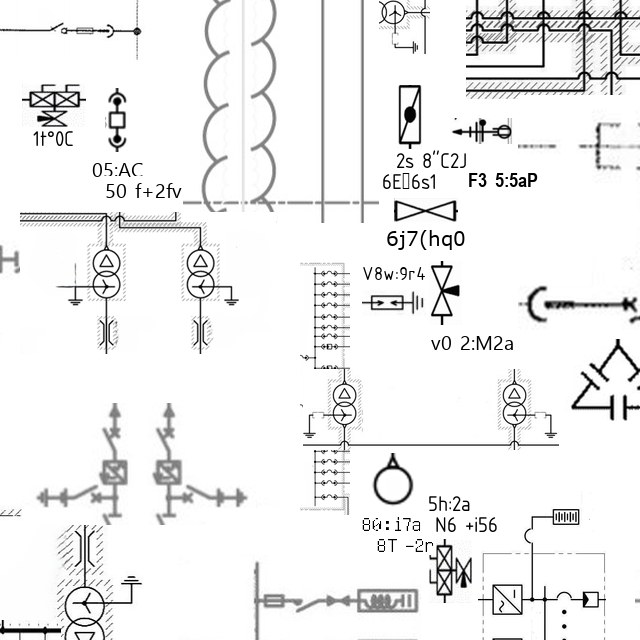 1t°0C
05:AC
50 f+2fv
2s 8"C2J
6E▯6s1
F3 5:5aP
6j7(hq0
V8w:9r4
v0 2:M2a
5h:2a
80:i7a N6 +i56
8T -2r